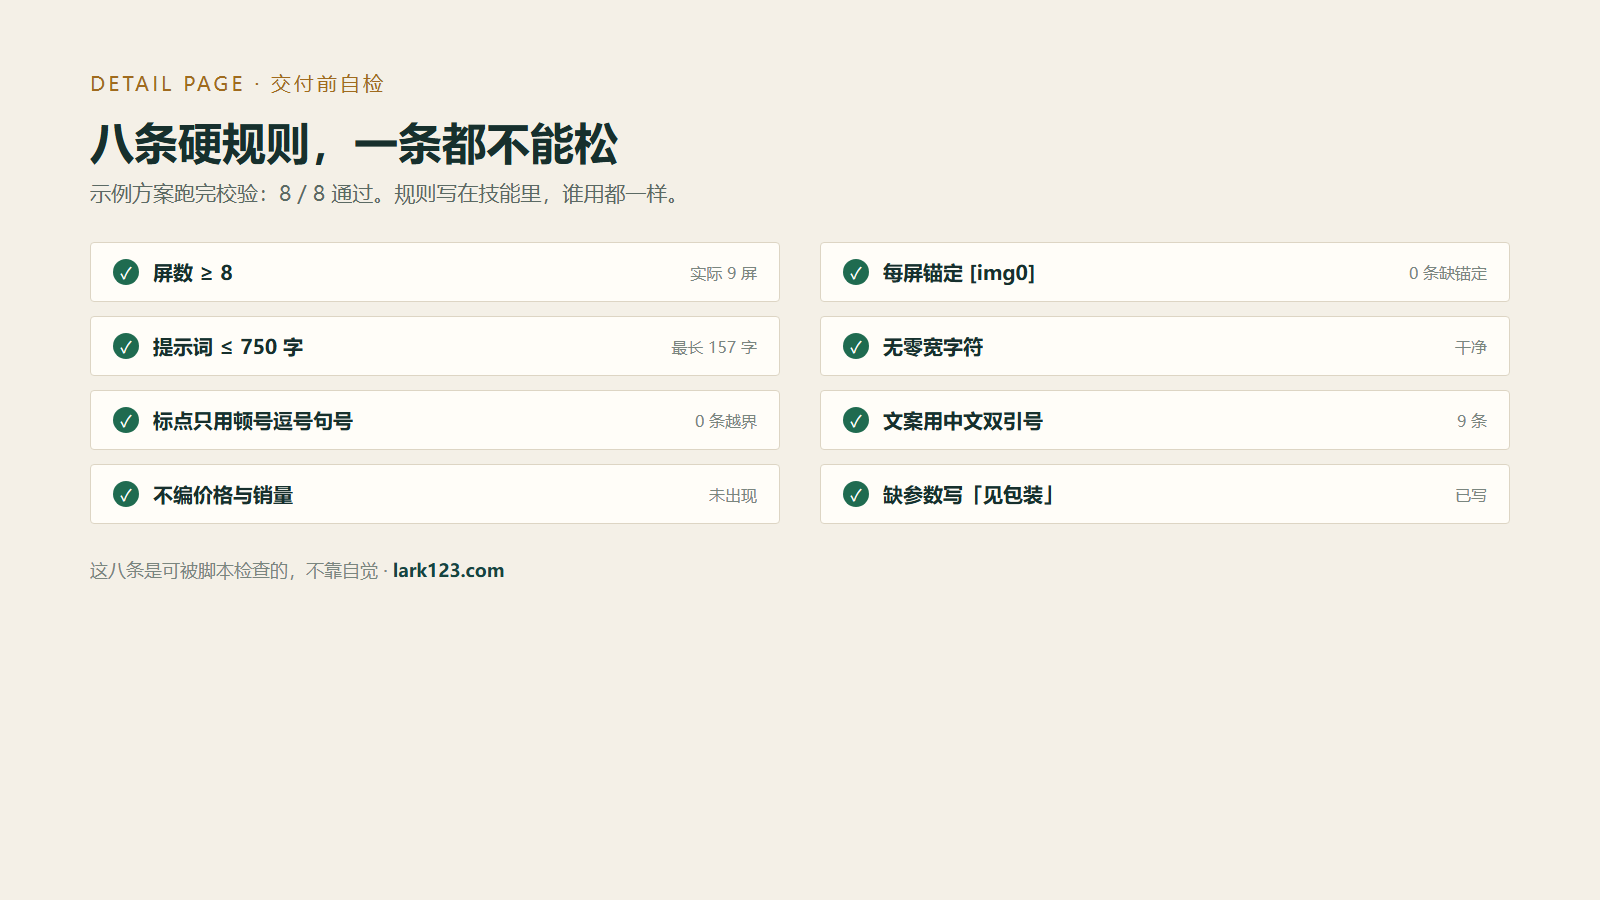 DETAIL PAGE · 交付前自检
八条硬规则，一条都不能松
示例方案跑完校验：8 / 8 通过。规则写在技能里，谁用都一样。
屏数 ≥ 8
实际 9 屏
每屏锚定 [img0]
0 条缺锚定
提示词 ≤ 750 字
最长 157 字
无零宽字符
干净
标点只用顿号逗号句号
0 条越界
文案用中文双引号
9 条
不编价格与销量
未出现
缺参数写「见包装」
已写
这八条是可被脚本检查的，不靠自觉 · lark123.com